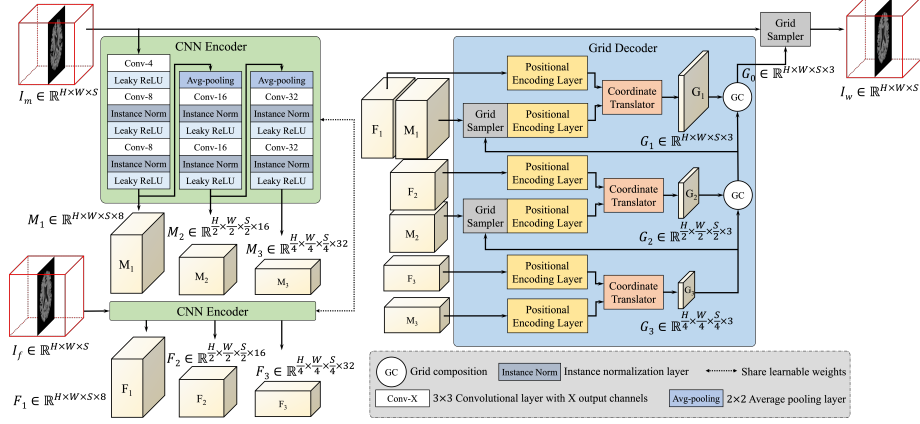 CNN Encoder
Conv-4
Leaky ReLU
Conv-8
Instance Norm
Leaky ReLU
Conv-8
Instance Norm
Leaky ReLU
Avg-pooling
Conv-16
Instance Norm
Leaky ReLU
Conv-16
Instance Norm
Leaky ReLU
Avg-pooling
Conv-32
Instance Norm
Leaky ReLU
Conv-32
Instance Norm
Leaky ReLU
I_m ∈ ℝ^{H×W×S}
M_1 ∈ ℝ^{H×W×S×8}
M_2 ∈ ℝ^{H/2×W/2×S/2×16}
M_3 ∈ ℝ^{H/4×W/4×S/4×32}
M_1
M_2
M_3
CNN Encoder
I_f ∈ ℝ^{H×W×S}
F_1 ∈ ℝ^{H×W×S×8}
F_2 ∈ ℝ^{H/2×W/2×S/2×16}
F_3 ∈ ℝ^{H/4×W/4×S/4×32}
F_1
F_2
F_3
Grid Decoder
F_1
M_1
Grid Sampler
Positional Encoding Layer
Positional Encoding Layer
Coordinate Translator
G_1
G_1 ∈ ℝ^{H×W×S×3}
GC
G_0 ∈ ℝ^{H×W×S×3}
Grid Sampler
I_w ∈ ℝ^{H×W×S}
F_2
M_2
Grid Sampler
Positional Encoding Layer
Positional Encoding Layer
Coordinate Translator
G_2
G_2 ∈ ℝ^{H/2×W/2×S/2×3}
GC
F_3
M_3
Positional Encoding Layer
Positional Encoding Layer
Coordinate Translator
G_3
G_3 ∈ ℝ^{H/4×W/4×S/4×3}
GC Grid composition
Instance Norm Instance normalization layer
Share learnable weights
Conv-X 3×3 Convolutional layer with X output channels
Avg-pooling 2×2 Average pooling layer